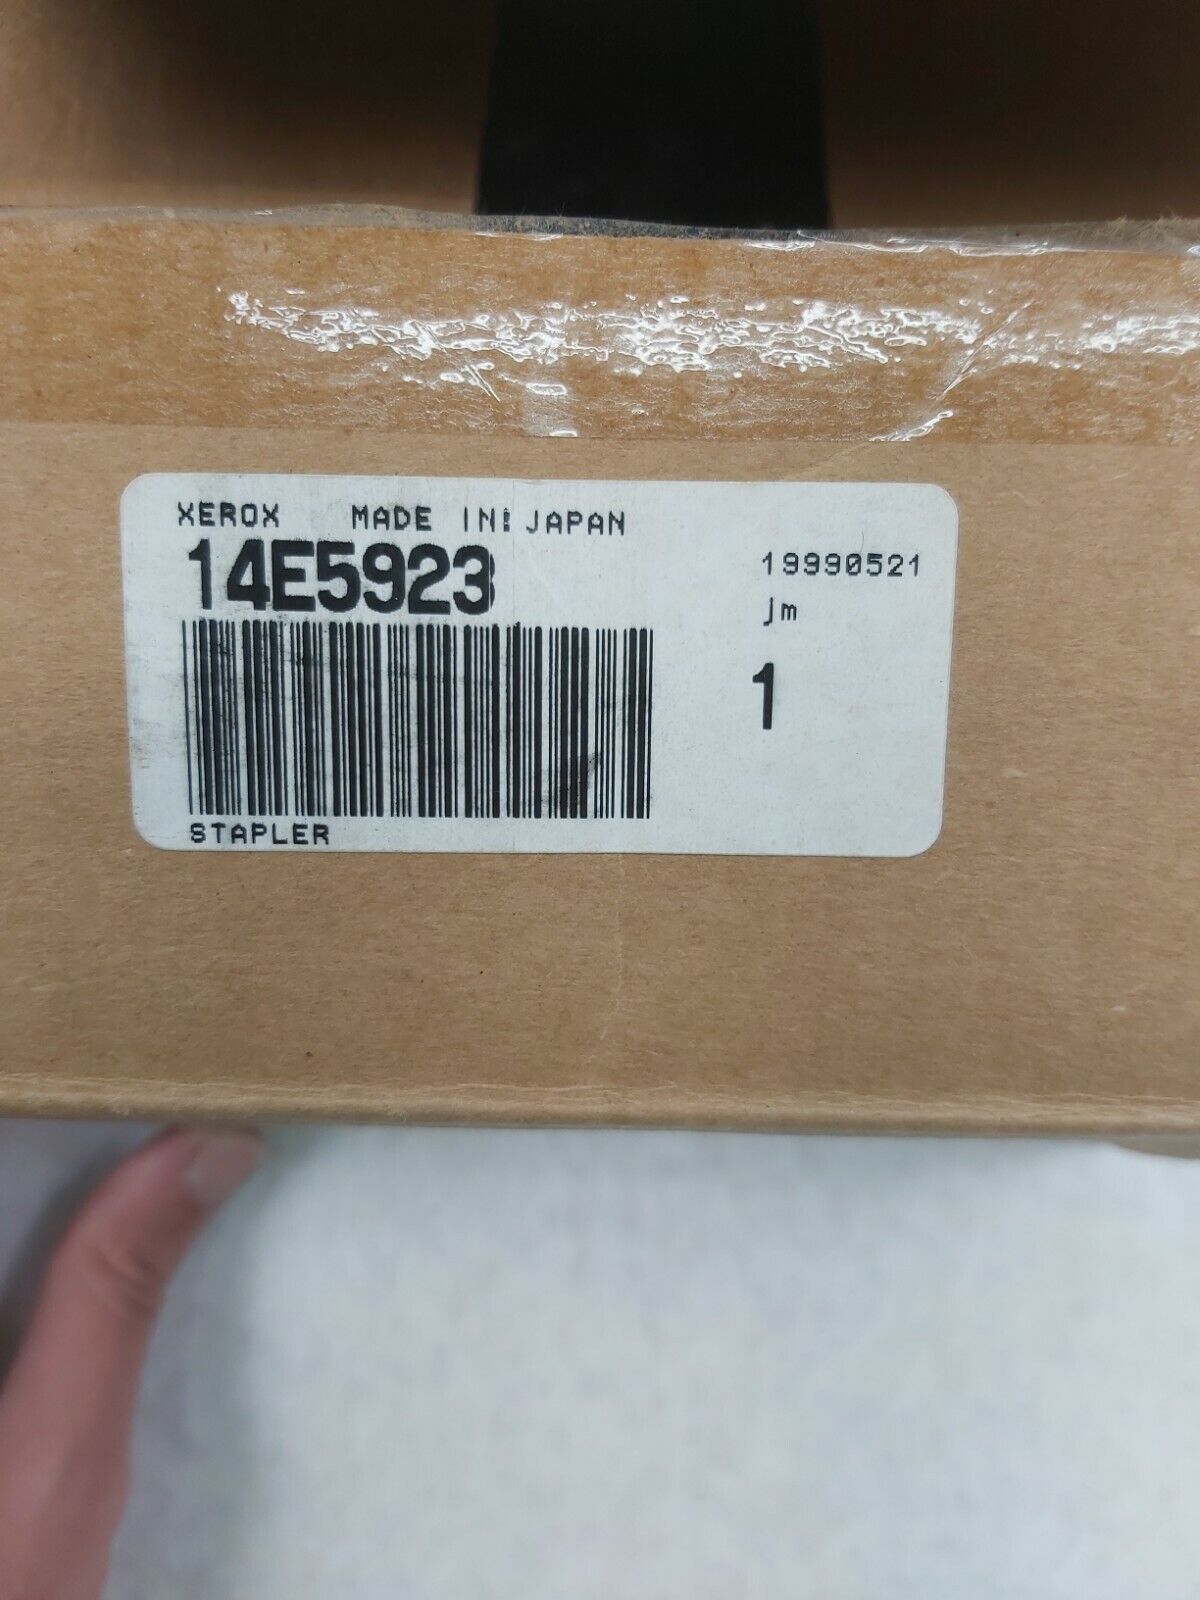 XEROX MADE IN JAPAN
14E5923
19990521
jm
1
STAPLER